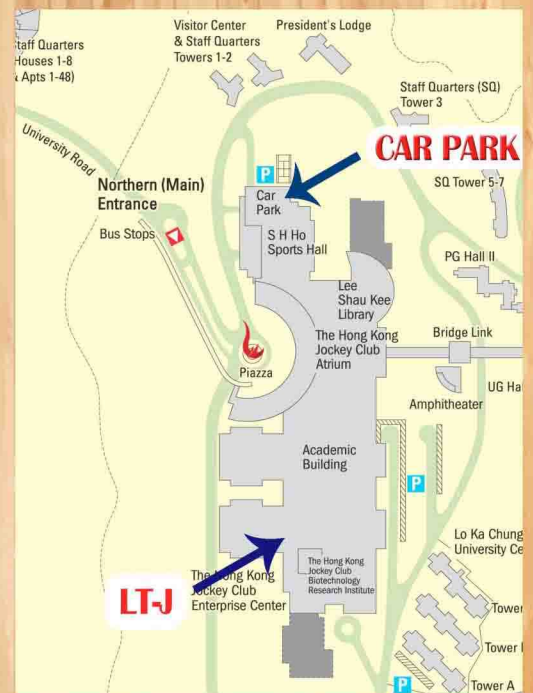 Visitor Center
& Staff Quarters
Towers 1-2
President's Lodge
Staff Quarters
Houses 1-8
& Apts 1-48)
Staff Quarters (SQ)
Tower 3
University Road
CAR PARK
P
Northern (Main)
Entrance
Car
Park
SQ Tower 5-7
Bus Stops
S H Ho
Sports Hall
PG Hall II
Lee
Shau Kee
Library
The Hong Kong
Jockey Club
Atrium
Bridge Link
Piazza
UG Ha
Amphitheater
Academic
Building
P
Lo Ka Chung
University Ce
The Hong Kong
Jockey Club
Biotechnology
Research Institute
The Hong Kong
Jockey Club
Enterprise Center
LT-J
Tower
Tower
P
Tower A